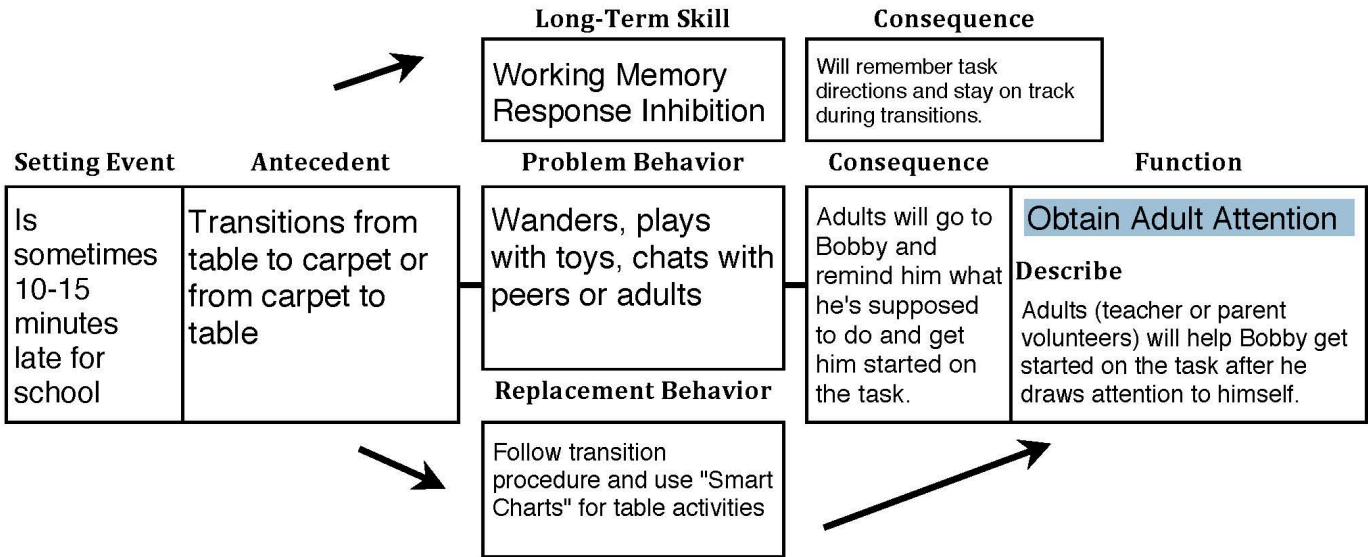 Long-Term Skill
Consequence
Working Memory
Response Inhibition
Will remember task
directions and stay on track
during transitions.
Setting Event
Antecedent
Problem Behavior
Consequence
Function
Is
sometimes
10-15
minutes
late for
school
Transitions from
table to carpet or
from carpet to
table
Wanders, plays
with toys, chats with
peers or adults
Adults will go to
Bobby and
remind him what
he's supposed
to do and get
him started on
the task.
Obtain Adult Attention
Describe
Adults (teacher or parent
volunteers) will help Bobby get
started on the task after he
draws attention to himself.
Replacement Behavior
Follow transition
procedure and use "Smart
Charts" for table activities